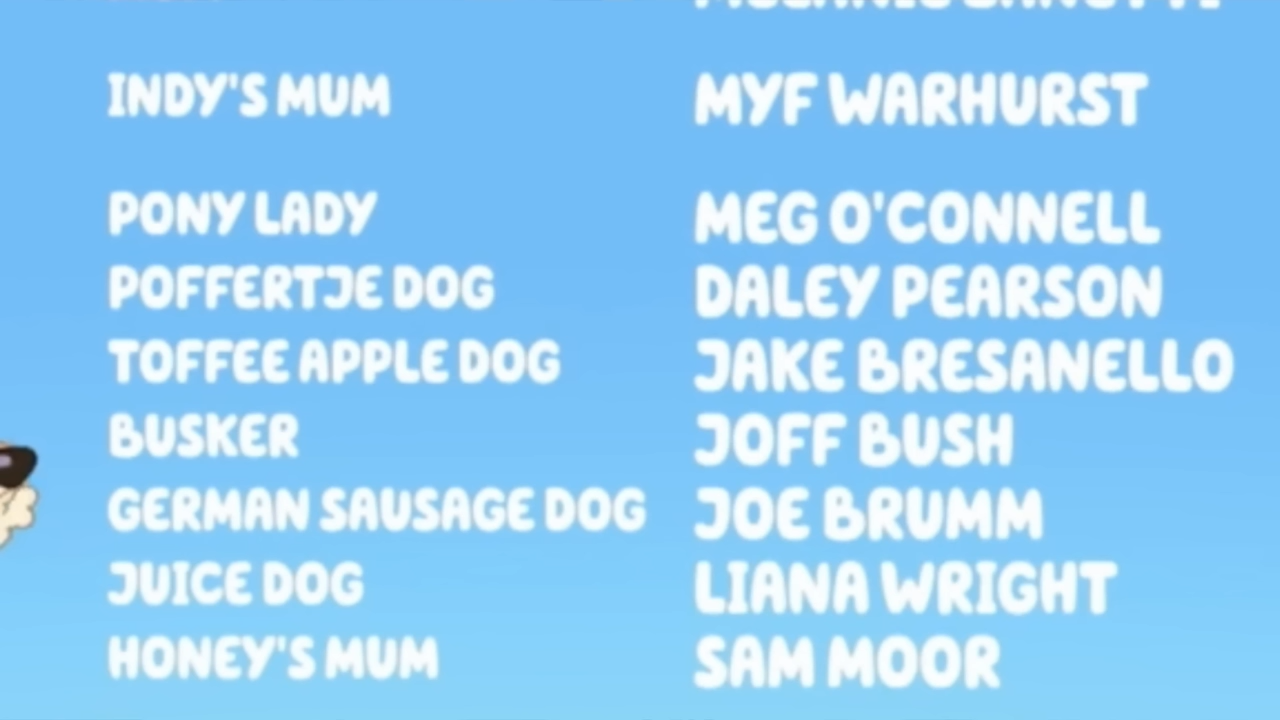 INDY'S MUM MYF WARHURST
PONY LADY MEG O'CONNELL
POFFERTJE DOG DALEY PEARSON
TOFFEE APPLE DOG JAKE BRESANELLO
BUSKER JOFF BUSH
GERMAN SAUSAGE DOG JOE BRUMM
JUICE DOG LIANA WRIGHT
HONEY'S MUM SAM MOOR